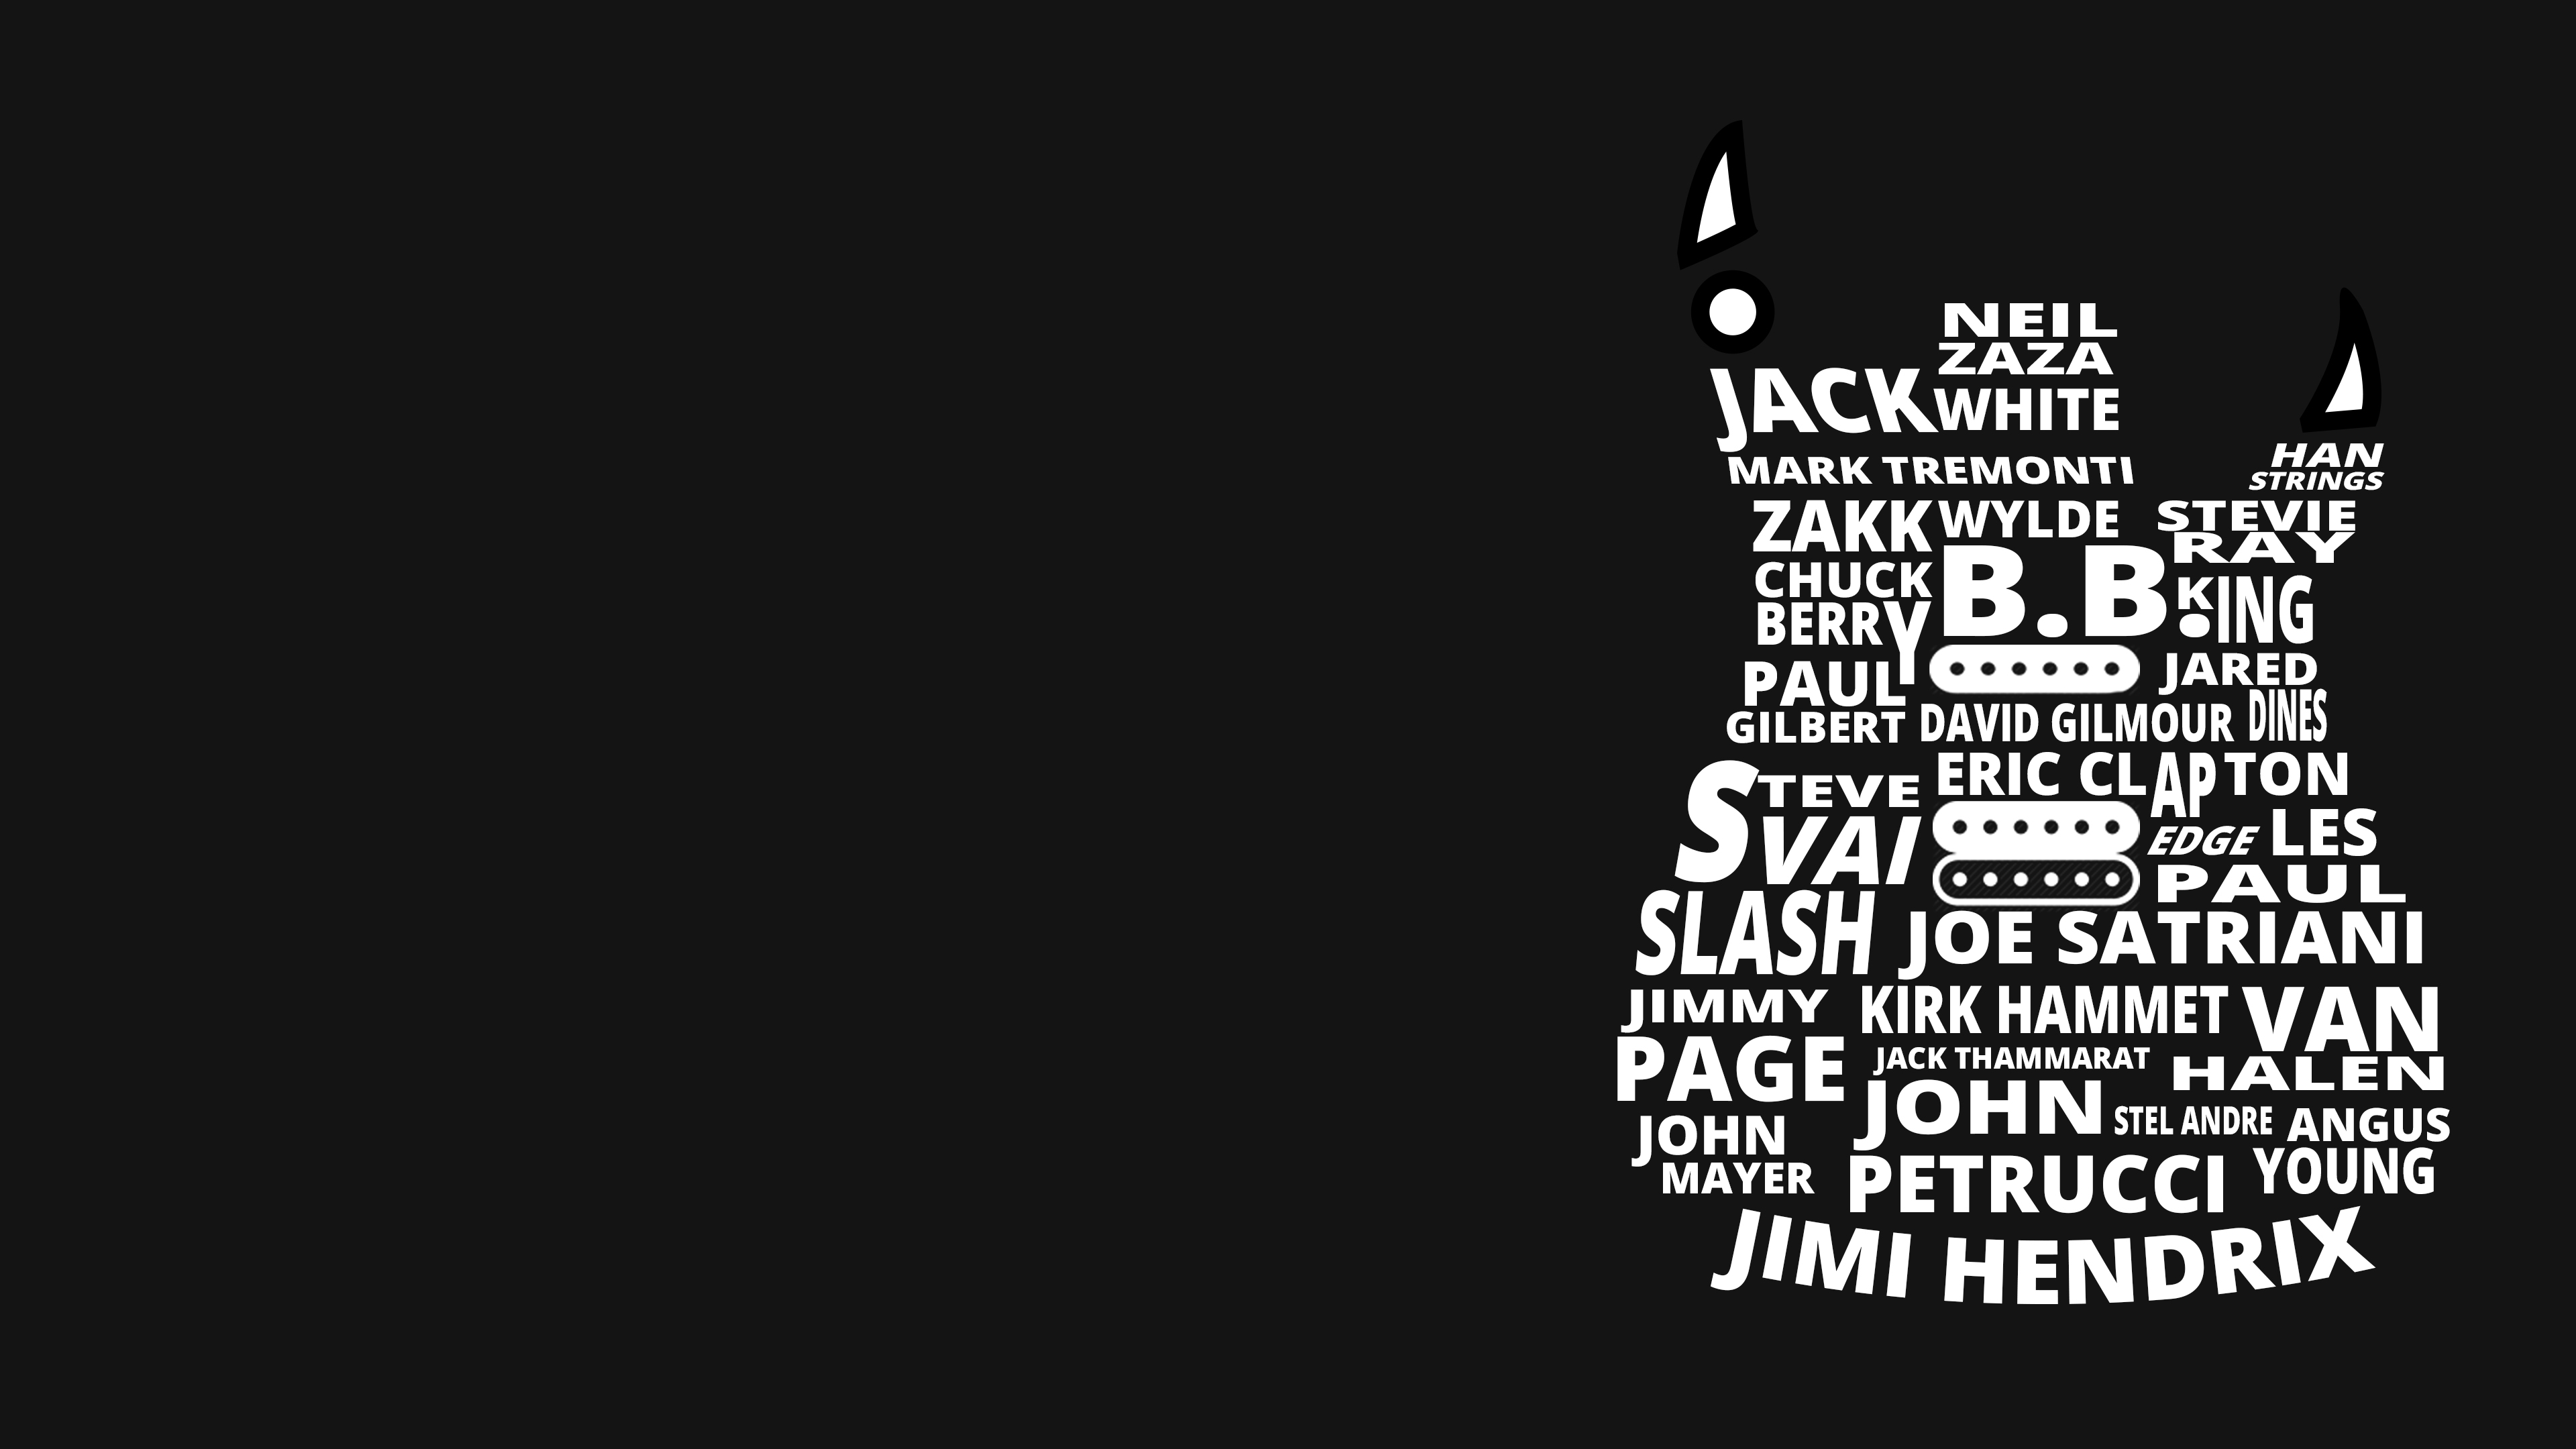 NEIL
ZAZA
JACK WHITE
MARK TREMONTI
HAN
STRINGS
ZAKK WYLDE
STEVIE
RAY
CHUCK
BERRY
B.B. KING
PAUL
GILBERT
JARED
DINES
DAVID GILMOUR
STEVE
VAI
ERIC CLAPTON
EDGE
LES
PAUL
SLASH
JOE SATRIANI
JIMMY
PAGE
KIRK HAMMET
VAN
HALEN
JACK THAMMARAT
JOHN
PETRUCCI
STEL ANDRE
ANGUS
YOUNG
JOHN
MAYER
JIMI HENDRIX